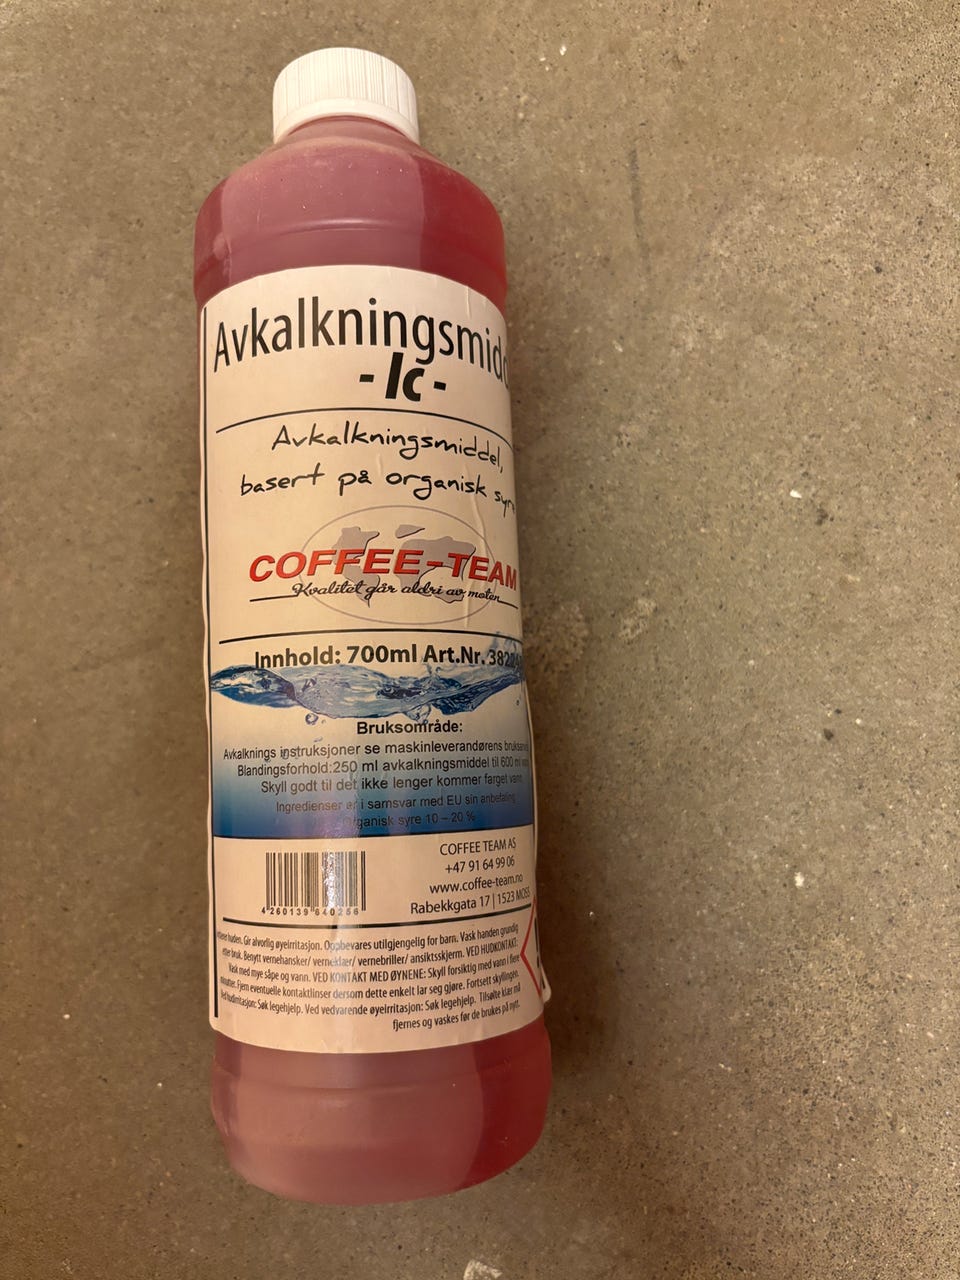 Avkalkningsmidd
- Ic -
Avkalkningsmiddel,
basert på organisk syre
COFFEE-TEAM
Kvalitet går aldri av moten
Innhold: 700ml Art.Nr.
Bruksområde:
Avkalknings instruksjoner se maskinleverandørens
Blandingsforhold:250 ml avkalkningsmiddel til 600 ml
Skyll godt til det ikke lenger kommer farget vann
Ingredienser er i samsvar med EU sin anbefaling
Organisk syre 10 – 20 %
COFFEE TEAM AS
+47 91 64 99 06
www.coffee-team.no
Rabekkgata 17 | 1523 MOSS
4 260139 640256
huden. Gir alvorlig øyeirritasjon. Oppbevares utilgjengelig for barn. Vask handen grundig
etter bruk. Benytt vernehansker/ verneklær/ vernebriller/ ansiktsskjerm. VED HUDKONTAKT:
Vask med mye såpe og vann. VED KONTAKT MED ØYNENE: Skyll forsiktig med vann i flere
minutter. Fjern eventuelle kontaktlinser dersom dette enkelt lar seg gjøre. Fortsett skyllingen.
Ved hudirritasjon: Søk legehjelp. Ved vedvarende øyeirritasjon: Søk legehjelp. Tilsølte klær må
fjernes og vaskes før de brukes på nytt.